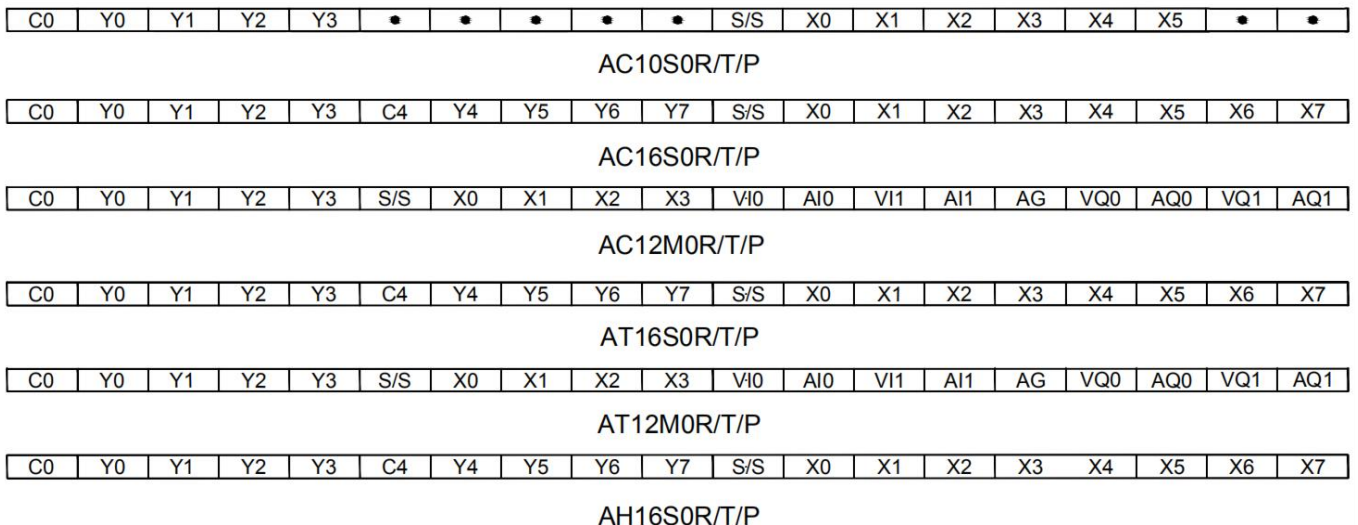 C0 Y0 Y1 Y2 Y3 • • • • • S/S X0 X1 X2 X3 X4 X5 • •
AC10S0R/T/P
C0 Y0 Y1 Y2 Y3 C4 Y4 Y5 Y6 Y7 S/S X0 X1 X2 X3 X4 X5 X6 X7
AC16S0R/T/P
C0 Y0 Y1 Y2 Y3 S/S X0 X1 X2 X3 VI0 AI0 VI1 AI1 AG VQ0 AQ0 VQ1 AQ1
AC12M0R/T/P
C0 Y0 Y1 Y2 Y3 C4 Y4 Y5 Y6 Y7 S/S X0 X1 X2 X3 X4 X5 X6 X7
AT16S0R/T/P
C0 Y0 Y1 Y2 Y3 S/S X0 X1 X2 X3 VI0 AI0 VI1 AI1 AG VQ0 AQ0 VQ1 AQ1
AT12M0R/T/P
C0 Y0 Y1 Y2 Y3 C4 Y4 Y5 Y6 Y7 S/S X0 X1 X2 X3 X4 X5 X6 X7
AH16S0R/T/P